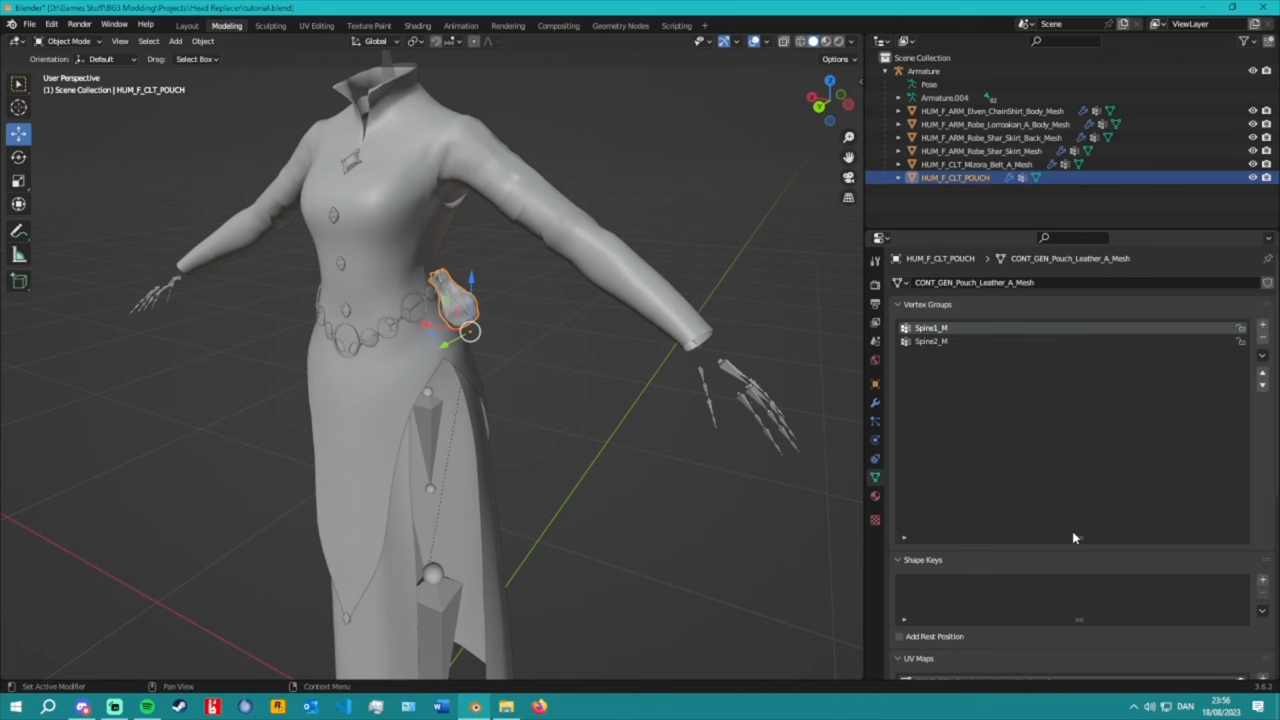 Blender* [D:\Games Stuff\BG3 Modding\Projects\Head Replacer\tutorial.blend]
File Edit Render Window Help Layout Modeling Sculpting UV Editing Texture Paint Shading Animation Rendering Compositing Geometry Nodes Scripting + Scene ViewLayer
Object Mode View Select Add Object Global
Orientation: Default Drag: Select Box Options
User Perspective
(1) Scene Collection | HUM_F_CLT_POUCH
Z
Y
Scene Collection
Armature
Pose
Armature.004
HUM_F_ARM_Elven_ChainShirt_Body_Mesh
HUM_F_ARM_Robe_Lorroakan_A_Body_Mesh
HUM_F_ARM_Robe_Shar_Skirt_Back_Mesh
HUM_F_ARM_Robe_Shar_Skirt_Mesh
HUM_F_CLT_Mizora_Belt_A_Mesh
HUM_F_CLT_POUCH
HUM_F_CLT_POUCH > CONT_GEN_Pouch_Leather_A_Mesh
CONT_GEN_Pouch_Leather_A_Mesh
Vertex Groups
Spine1_M
Spine2_M
Shape Keys
Add Rest Position
UV Maps
Set Active Modifier Pan View Context Menu 3.6.2
DAN
23:56
18/08/2023